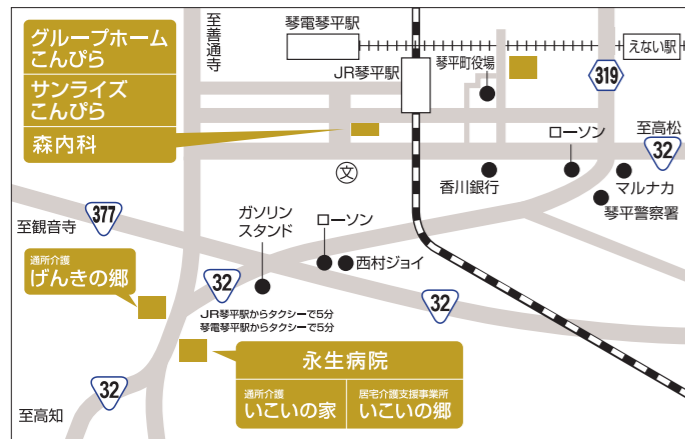 グループホーム
こんぴら
サンライズ
こんぴら
森内科
至善通寺
琴電琴平駅
JR琴平駅
琴平町役場
えない駅
319
至高松
32
ローソン
マルナカ
琴平警察署
香川銀行
文
377
至観音寺
ガソリン
スタンド
ローソン
西村ジョイ
通所介護
げんきの郷
32
32
JR琴平駅からタクシーで5分
琴電琴平駅からタクシーで5分
永生病院
通所介護
いこいの家
居宅介護支援事業所
いこいの郷
32
至高知